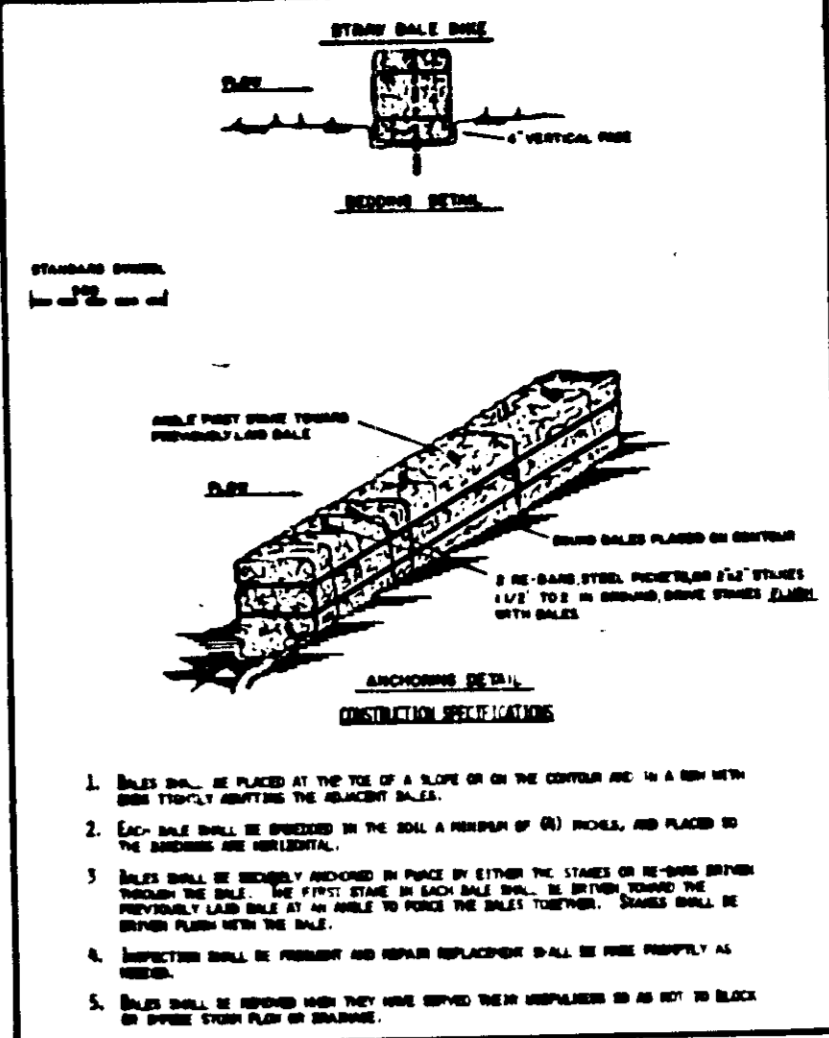 STRAW BALE DIKE
FLOW
4" VERTICAL FACE
BEDDING DETAIL
STANDARD SYMBOL
SBD
ANGLE FIRST STAKE TOWARD
PREVIOUSLY LAID BALE
FLOW
BOUND BALES PLACED ON CONTOUR
2 RE-BARS, STEEL PICKETS, OR 2"x2" STAKES
1 1/2' TO 2 IN GROUND, DRIVE STAKES FLUSH
WITH BALES
ANCHORING DETAIL
CONSTRUCTION SPECIFICATIONS
1. BALES SHALL BE PLACED AT THE TOE OF A SLOPE OR ON THE CONTOUR AND IN A ROW WITH
ENDS TIGHTLY ABUTTING THE ADJACENT BALES.
2. EACH BALE SHALL BE EMBEDDED IN THE SOIL A MINIMUM OF (4) INCHES, AND PLACED SO
THE BINDINGS ARE HORIZONTAL.
3 BALES SHALL BE SECURELY ANCHORED IN PLACE BY EITHER THE STAKES OR RE-BARS DRIVEN
THROUGH THE BALE. THE FIRST STAKE IN EACH BALE SHALL BE DRIVEN TOWARD THE
PREVIOUSLY LAID BALE AT AN ANGLE TO FORCE THE BALES TOGETHER. STAKES SHALL BE
DRIVEN FLUSH WITH THE BALE.
4. INSPECTION SHALL BE FREQUENT AND REPAIR REPLACEMENT SHALL BE MADE PROMPTLY AS
NEEDED.
5. BALES SHALL BE REMOVED WHEN THEY HAVE SERVED THEIR USEFULNESS SO AS NOT TO BLOCK
OR IMPEDE STORM FLOW OR DRAINAGE.